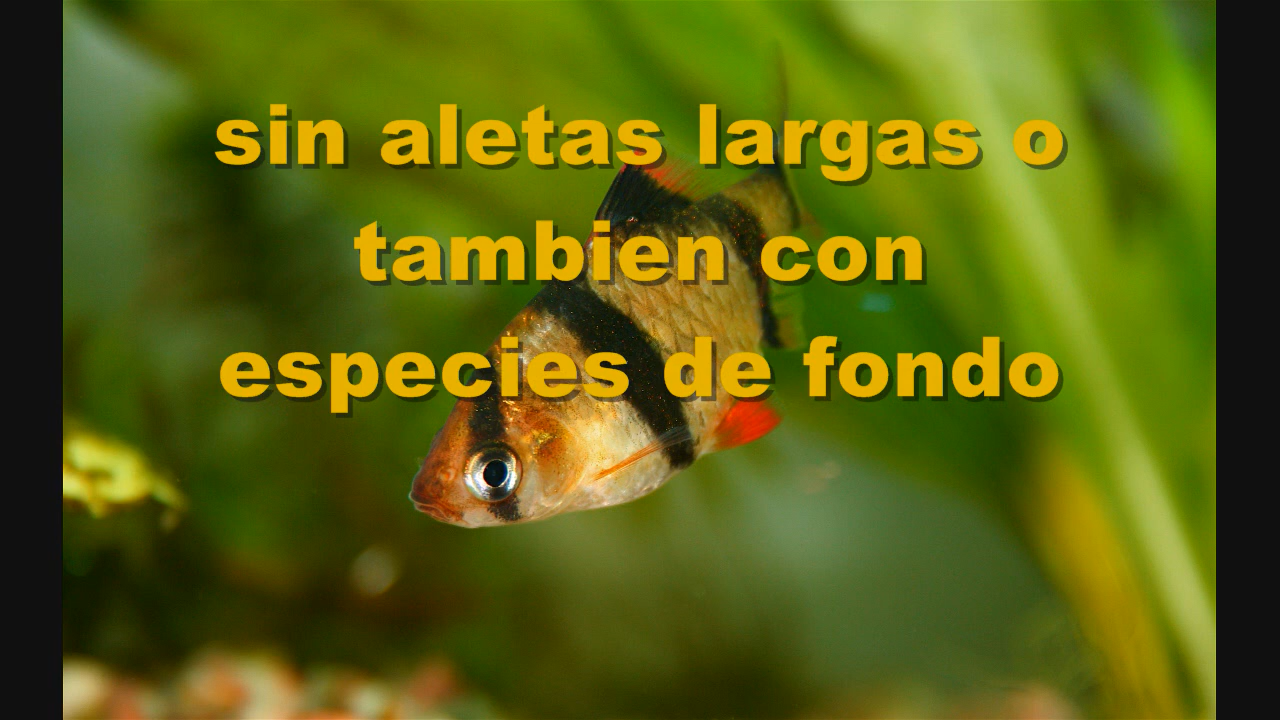 sin aletas largas o
tambien con
especies de fondo